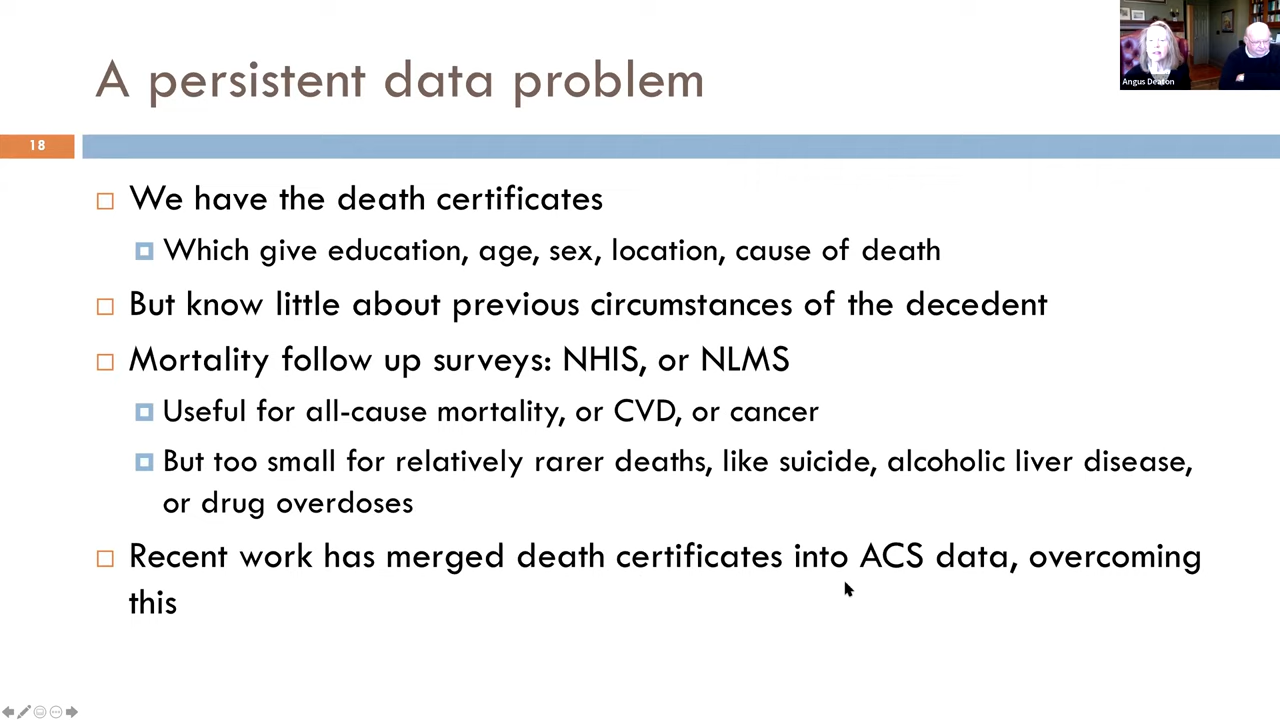 A persistent data problem
Angus Deaton
18
We have the death certificates
Which give education, age, sex, location, cause of death
But know little about previous circumstances of the decedent
Mortality follow up surveys: NHIS, or NLMS
Useful for all-cause mortality, or CVD, or cancer
But too small for relatively rarer deaths, like suicide, alcoholic liver disease,
or drug overdoses
Recent work has merged death certificates into ACS data, overcoming
this